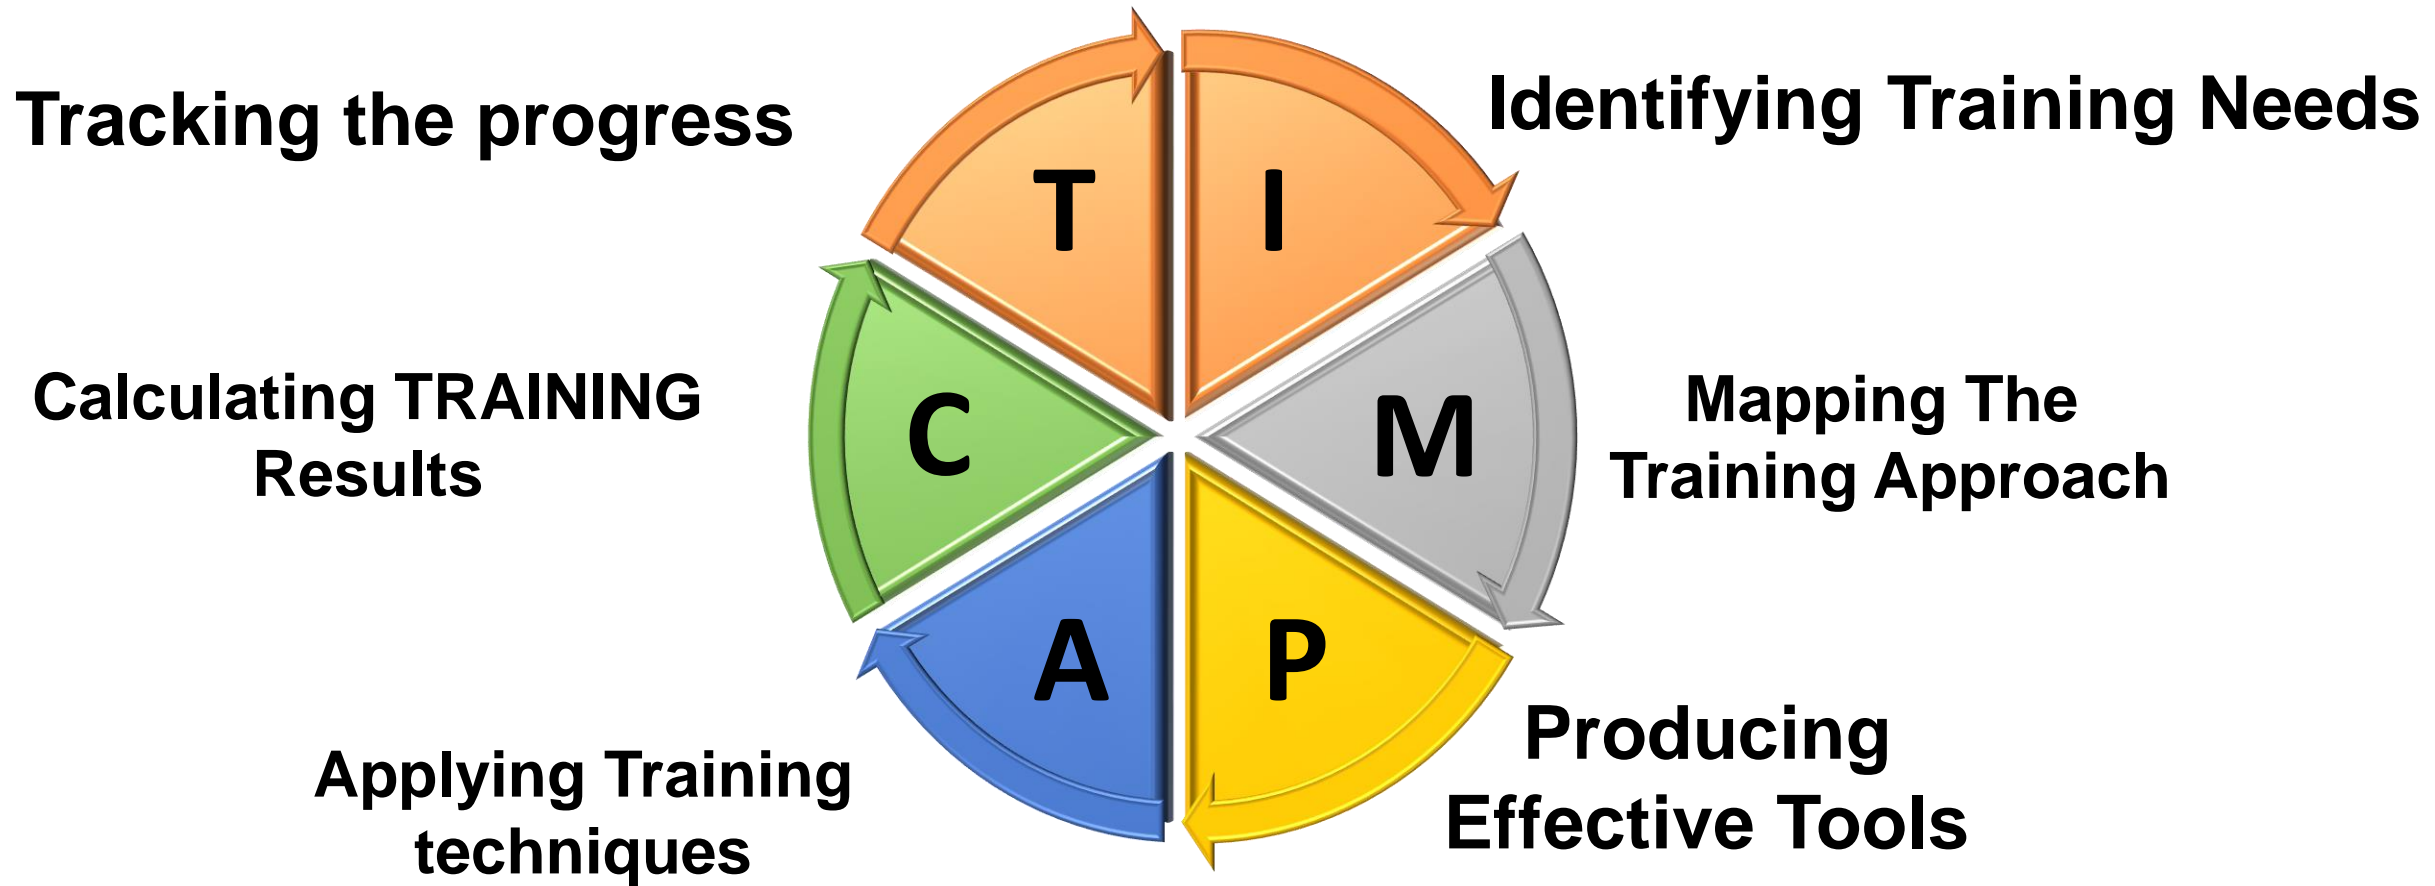 Tracking the progress
T
I
Identifying Training Needs
Calculating TRAINING
Results
C
M
Mapping The
Training Approach
A
P
Applying Training
techniques
Producing
Effective Tools